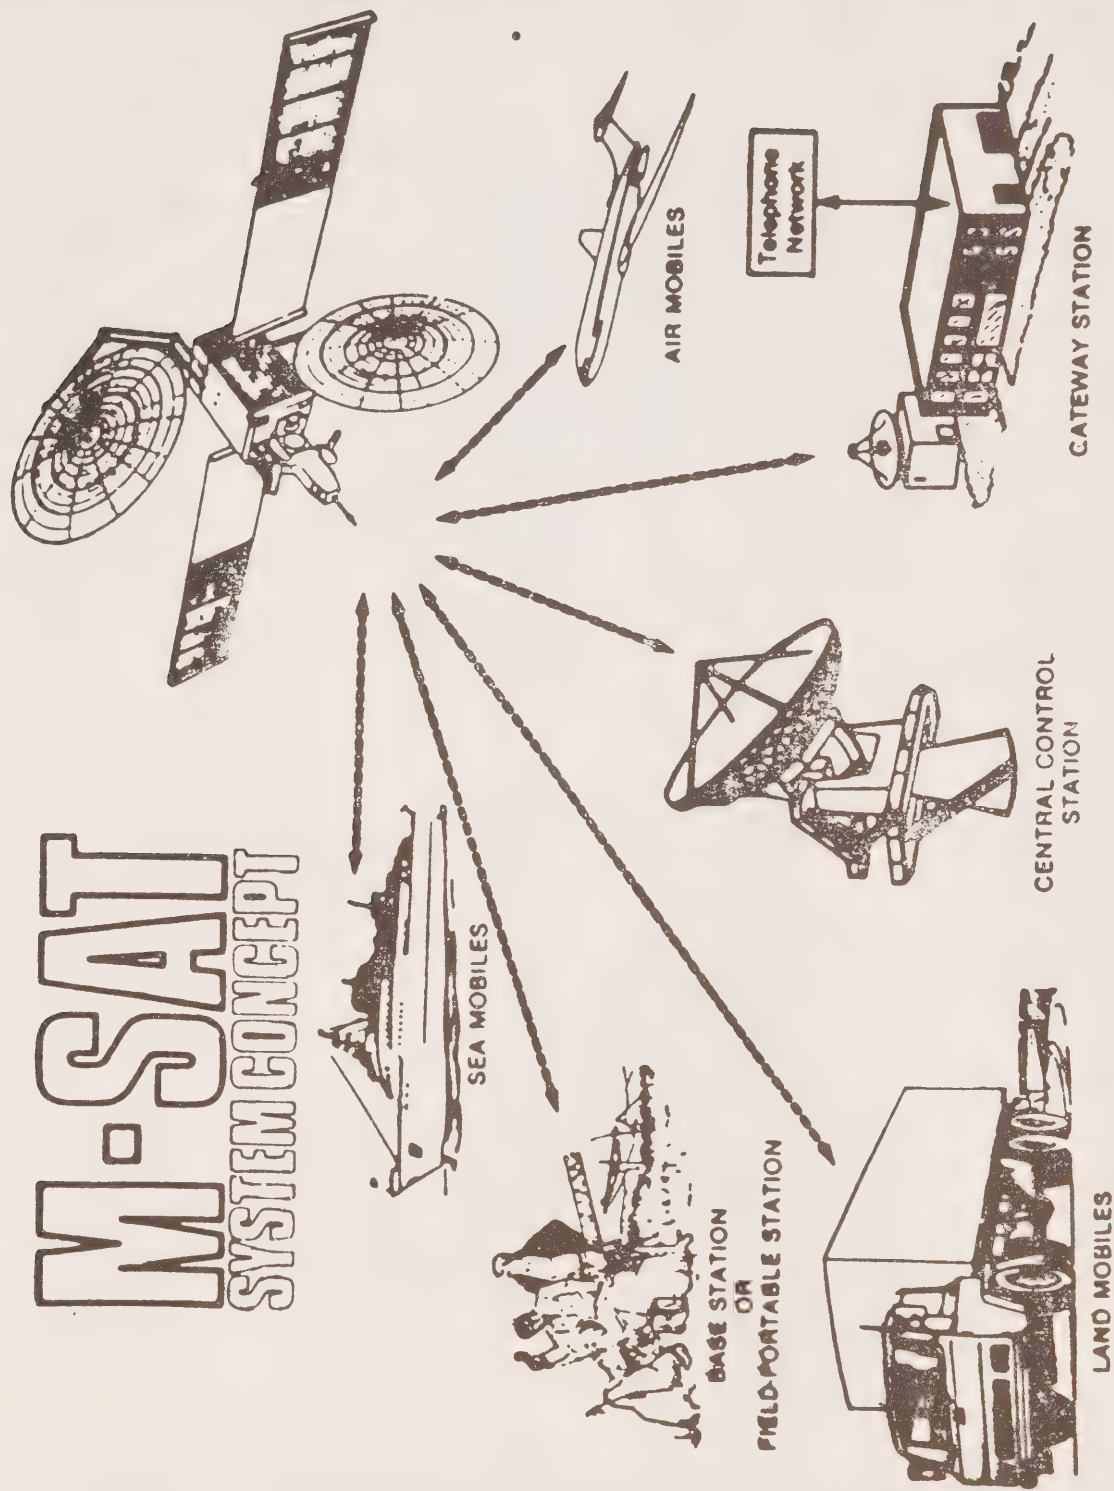 M-SAT
SYSTEM CONCEPT
SEA MOBILES
BASE STATION
OR
FIELD-PORTABLE STATION
LAND MOBILES
CENTRAL CONTROL
STATION
AIR MOBILES
Telephone
Network
GATEWAY STATION